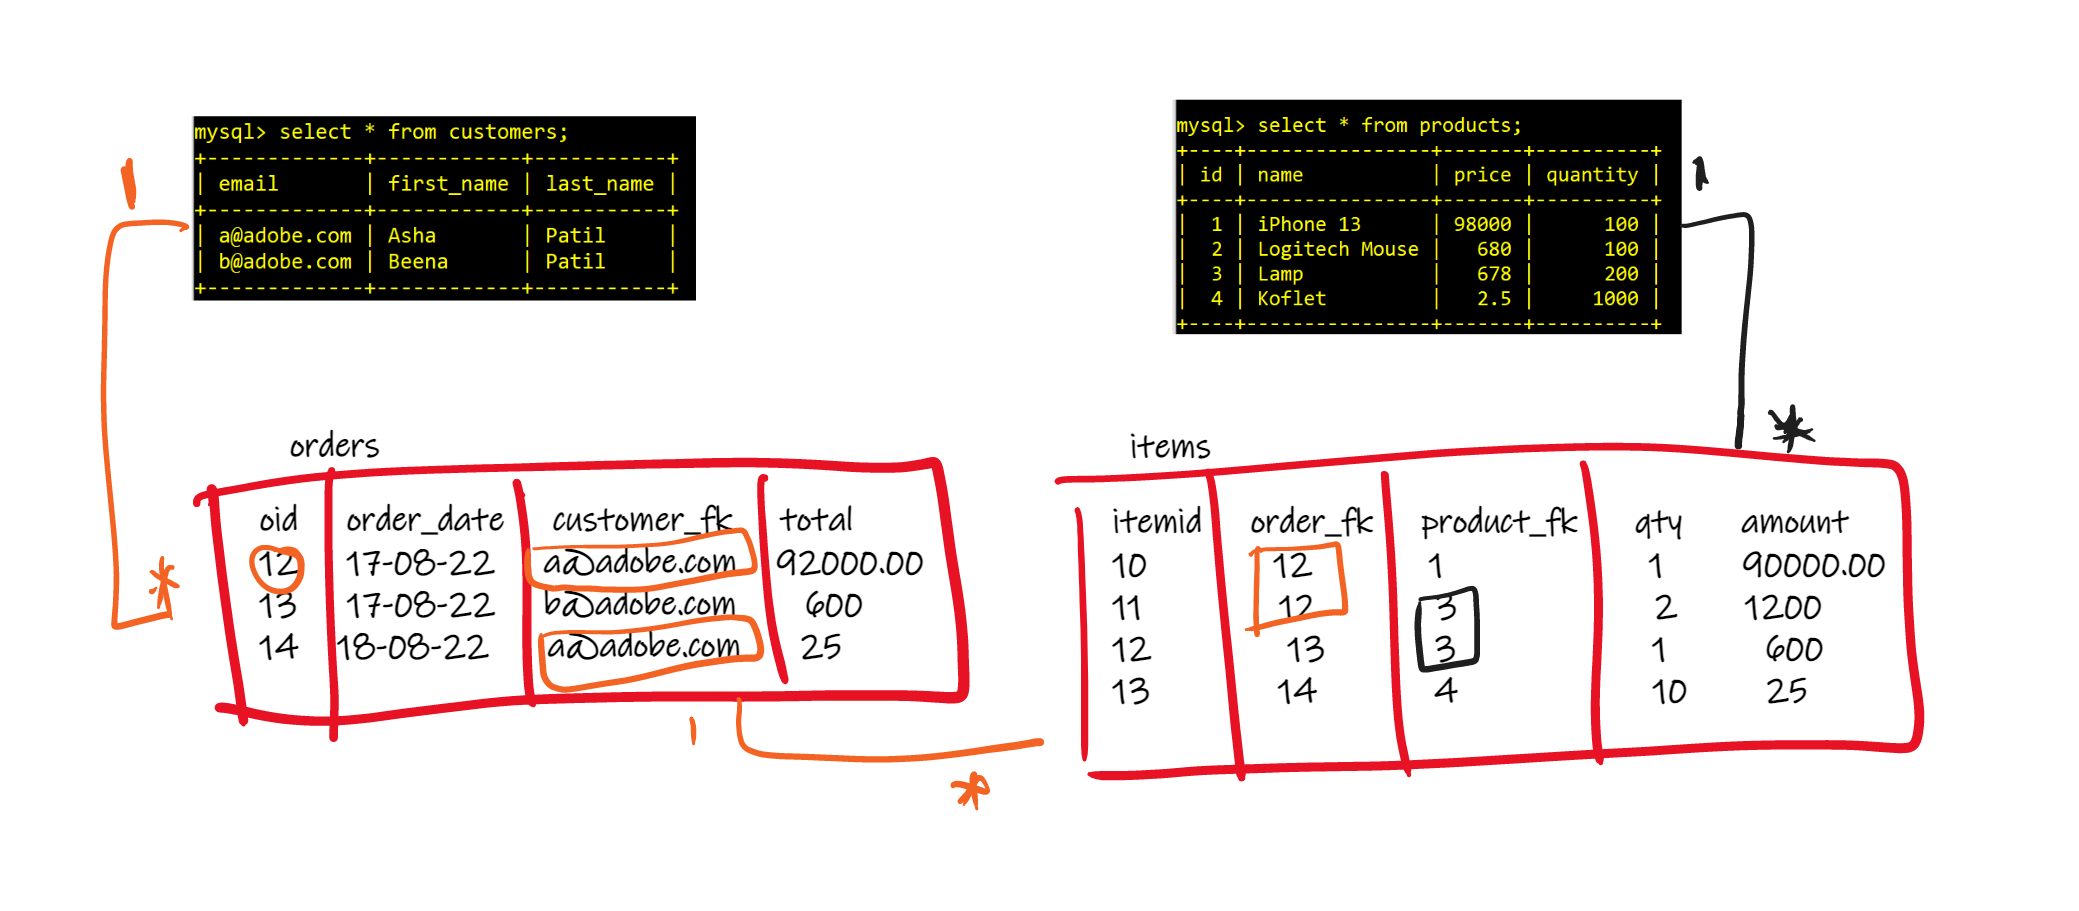 mysql> select * from customers;
+-------------+------------+-----------+
| email       | first_name | last_name |
+-------------+------------+-----------+
| a@adobe.com | Asha       | Patil     |
| b@adobe.com | Beena      | Patil     |
+-------------+------------+-----------+
1
*
mysql> select * from products;
+----+----------------+-------+----------+
| id | name           | price | quantity |
+----+----------------+-------+----------+
|  1 | iPhone 13      | 98000 |      100 |
|  2 | Logitech Mouse |   680 |      100 |
|  3 | Lamp           |   678 |      200 |
|  4 | Koflet         |   2.5 |     1000 |
+----+----------------+-------+----------+
1
*
orders
oid order_date customer_fk total
12 17-08-22 a@adobe.com 92000.00
13 17-08-22 b@adobe.com 600
14 18-08-22 a@adobe.com 25
1
*
items
itemid order_fk product_fk qty amount
10 12 1 1 90000.00
11 12 3 2 1200
12 13 3 1 600
13 14 4 10 25